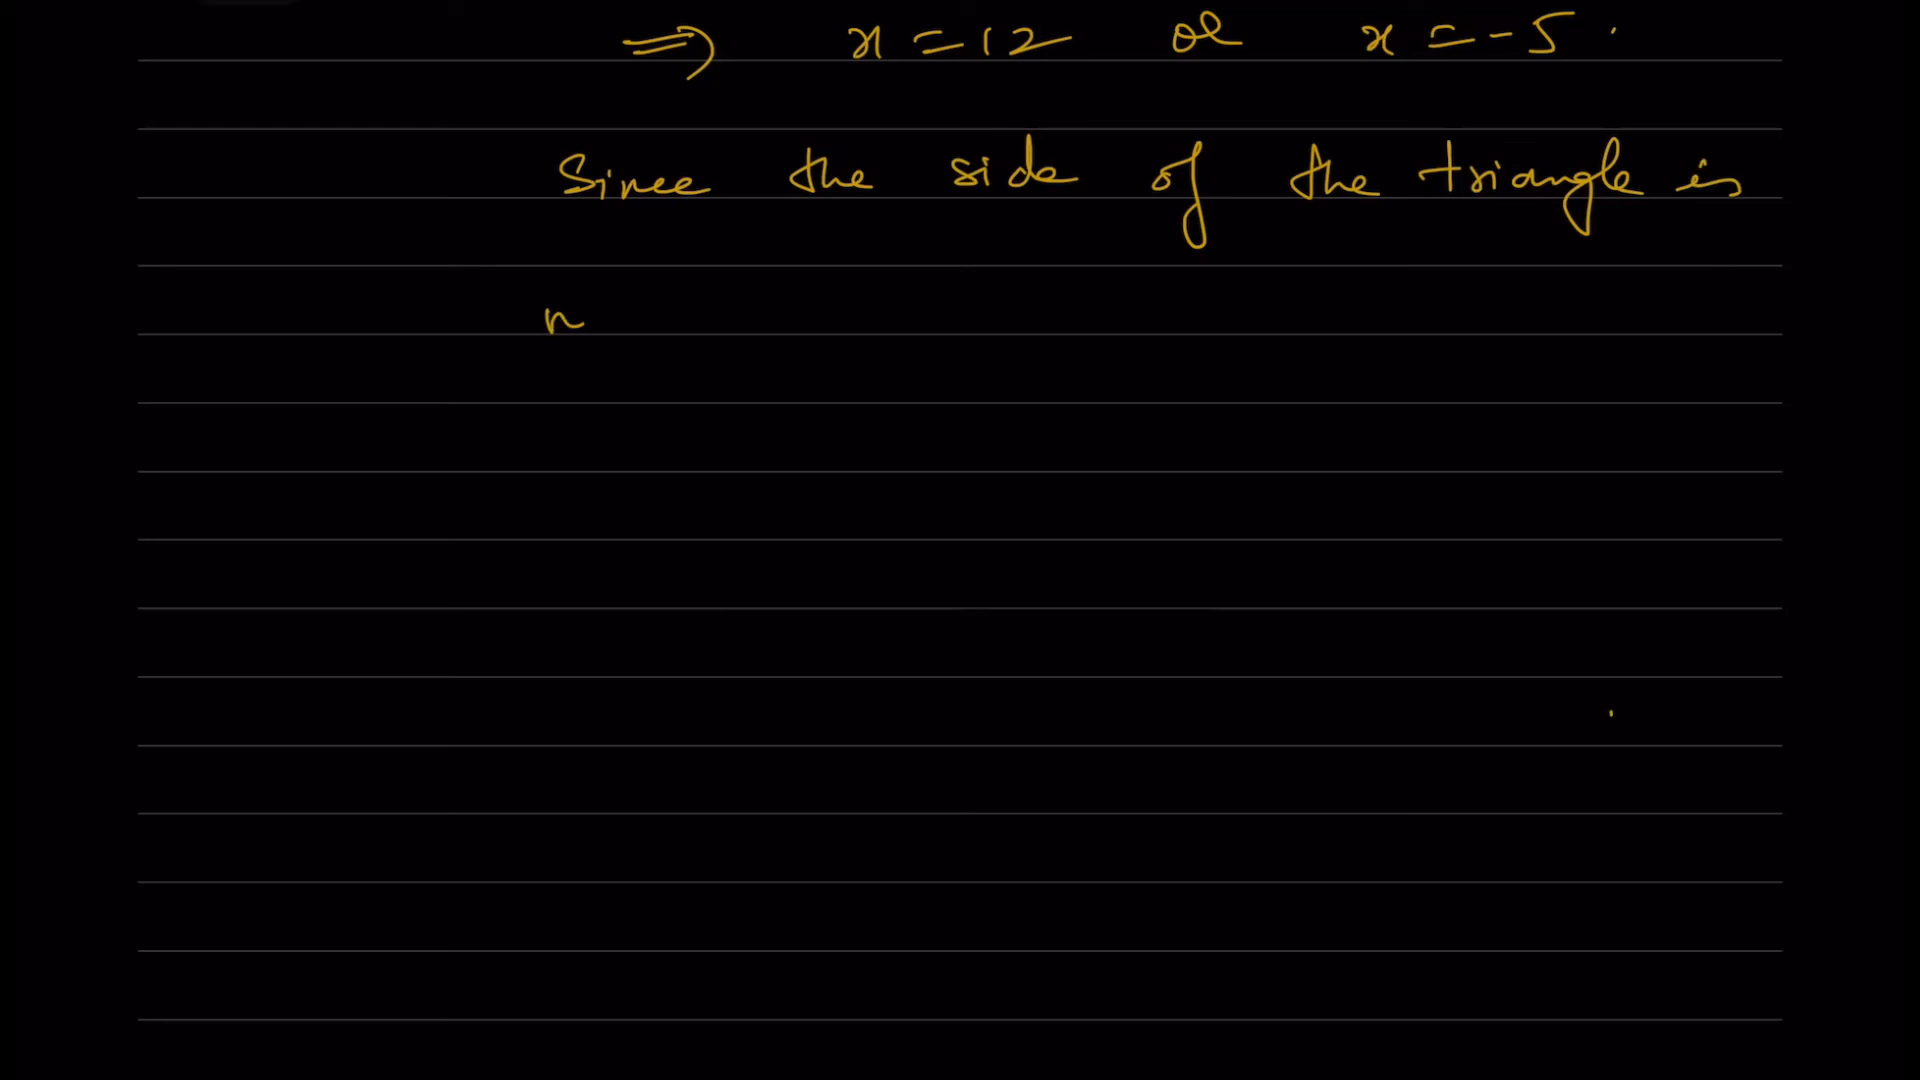 ⇒ x = 12 or x = -5.
Since the side of the triangle is
n